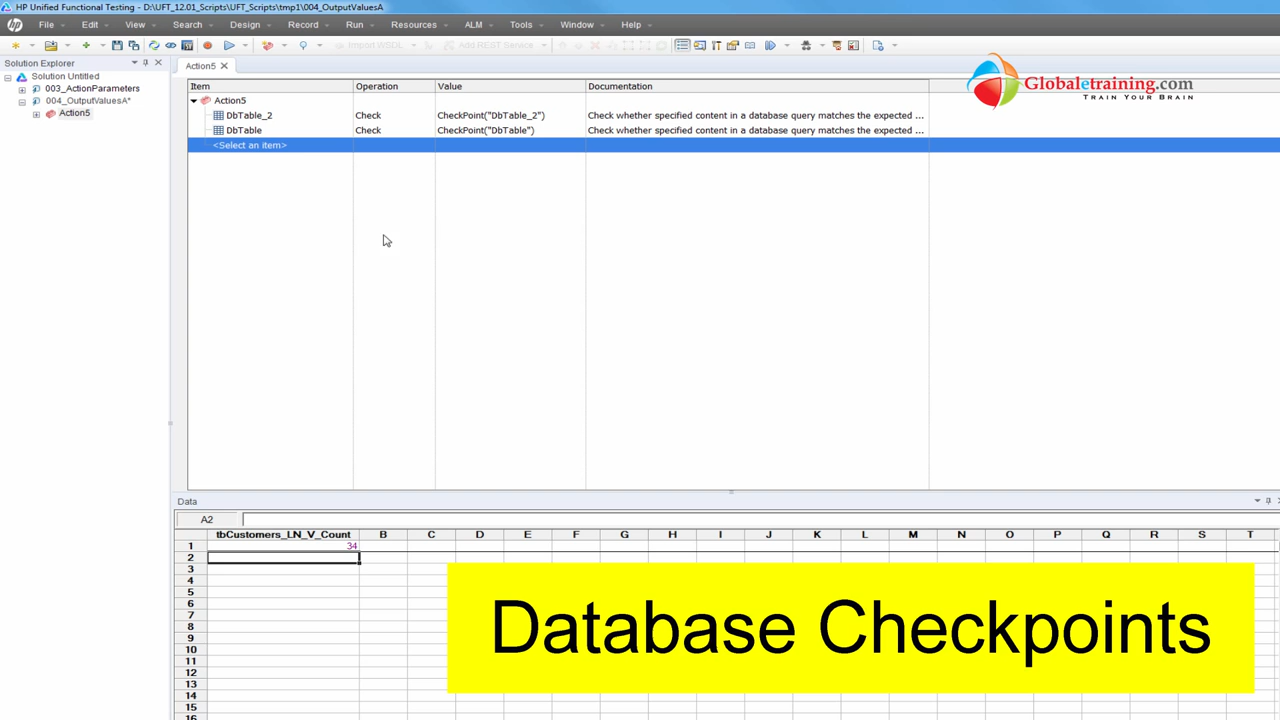 HP Unified Functional Testing - D:\UFT_12.01_Scripts\UFT_Scripts\tmp1\004_OutputValuesA
File Edit View Search Design Record Run Resources ALM Tools Window Help
Import WSDL Add REST Service
Solution Explorer
Solution Untitled
003_ActionParameters
004_OutputValuesA*
Action5
Action5
Item Operation Value Documentation
Action5
DbTable_2 Check CheckPoint("DbTable_2") Check whether specified content in a database query matches the expected ...
DbTable Check CheckPoint("DbTable") Check whether specified content in a database query matches the expected ...
<Select an item>
Globaletraining.com
TRAIN YOUR BRAIN
Data
A2
tbCustomers_LN_V_Count B C D E F G H I J K L M N O P Q R S T
1 34
2
3
4
5
6
7
8
9
10
11
12
13
14
15
16
Database Checkpoints